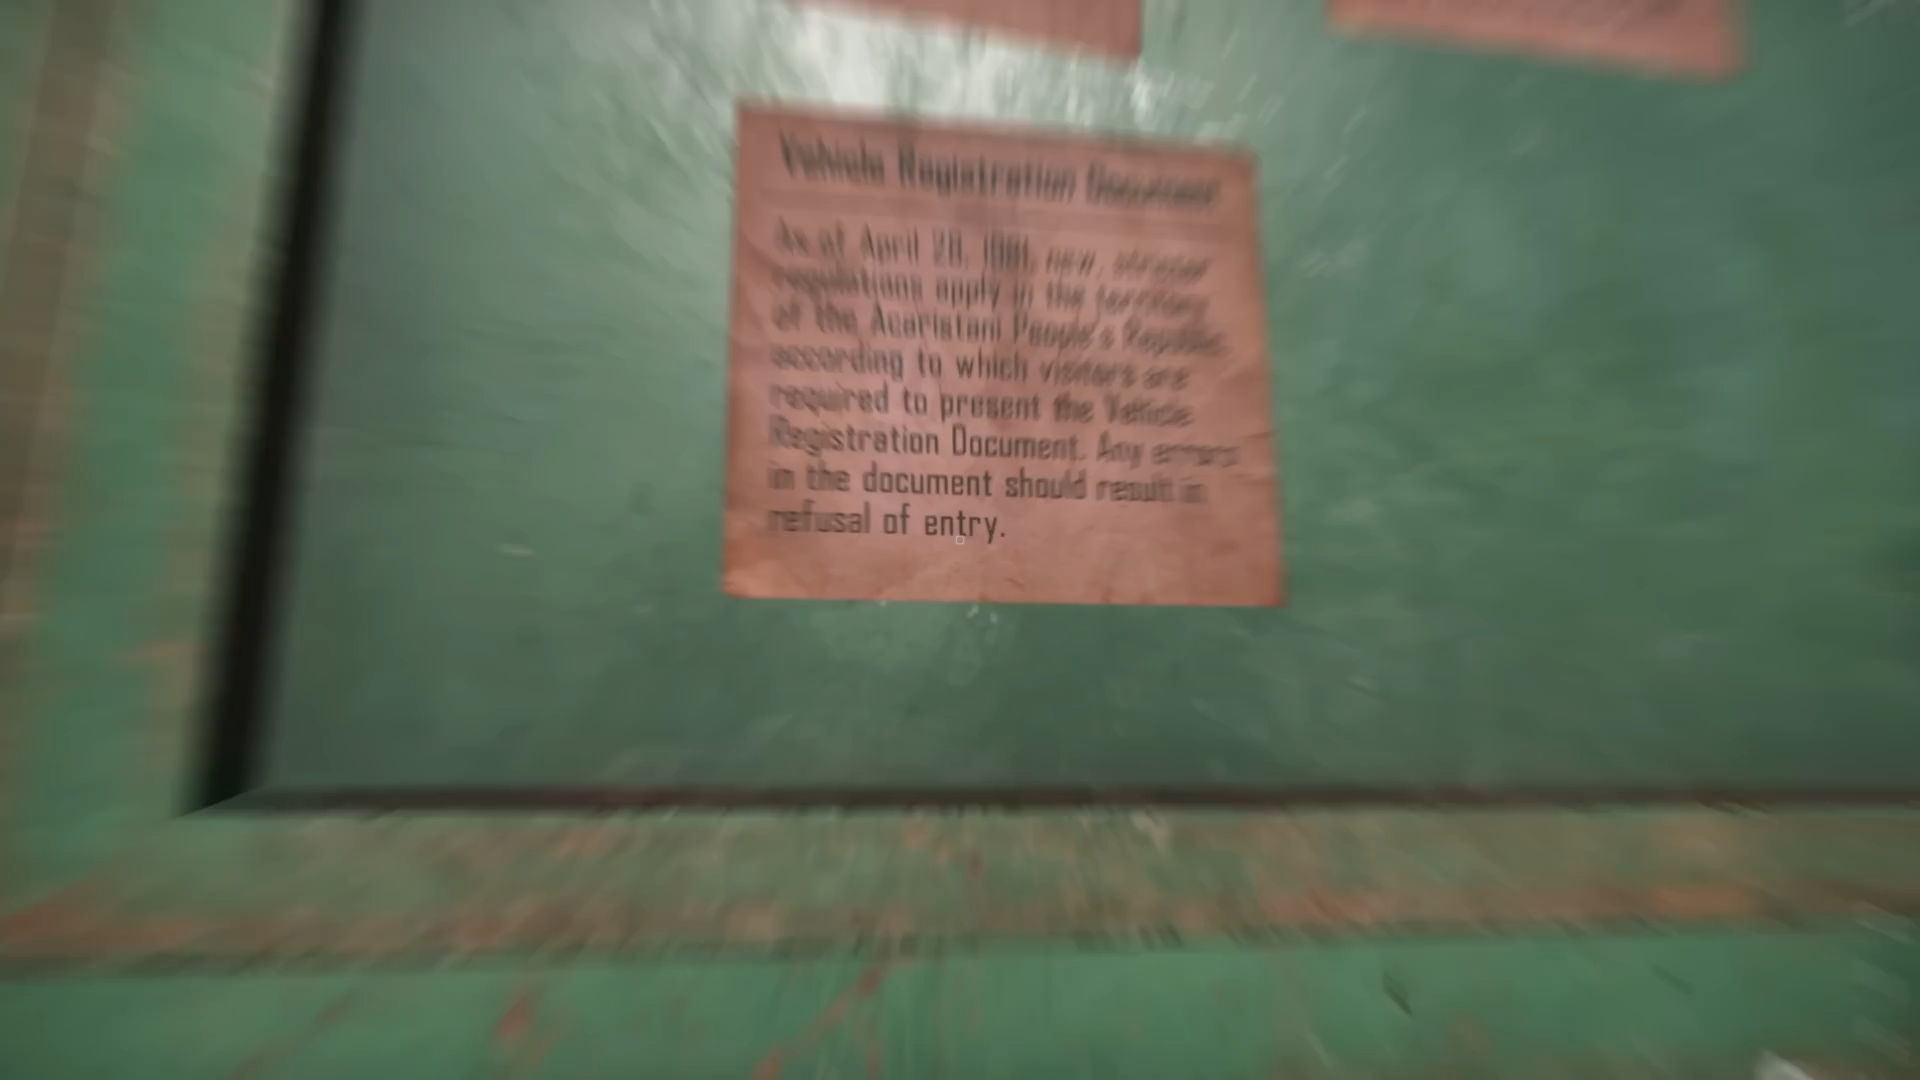 Vehicle Registration Document
As of April 28, 1981, new, stricter
regulations apply in the territory
of the Acaristani People's Republic
according to which visitors are
required to present the Vehicle
Registration Document. Any errors
in the document should result in
refusal of entry.